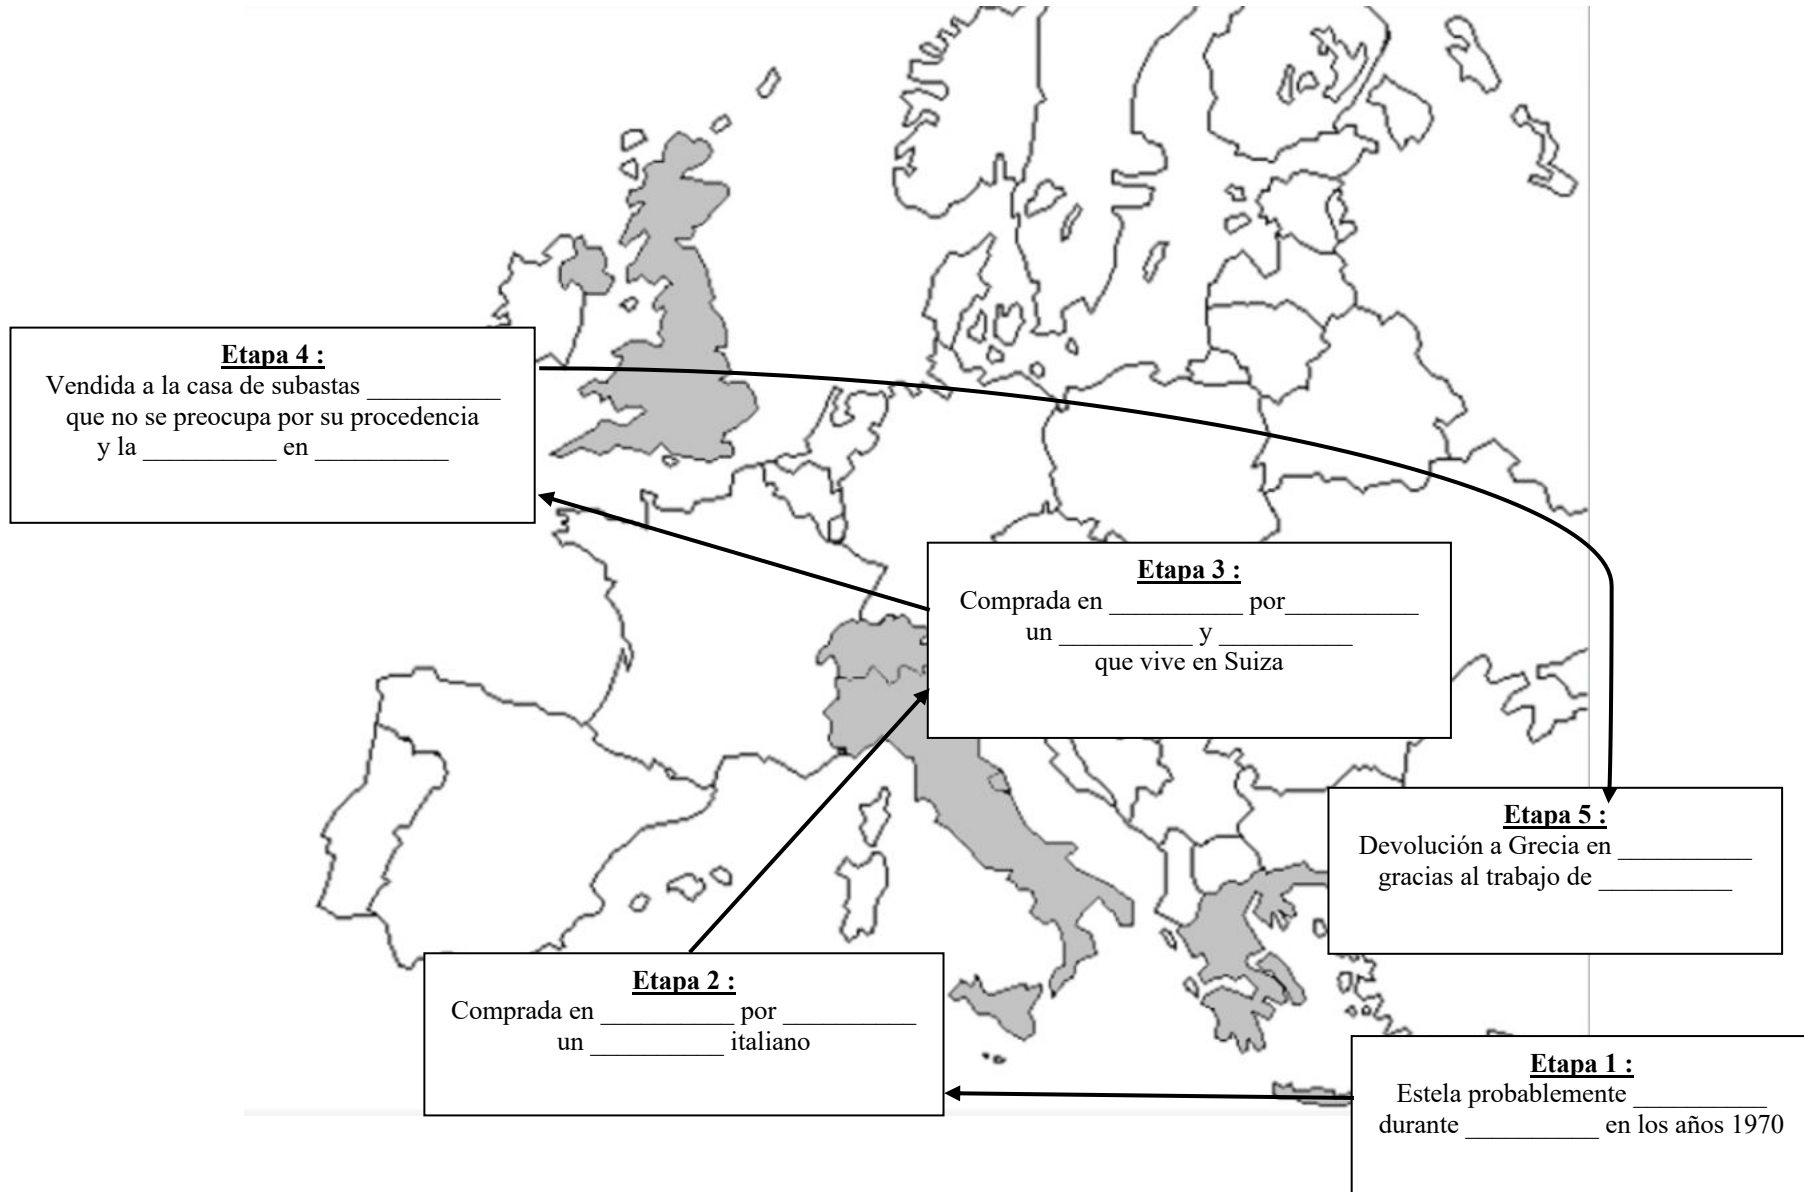 Etapa 4 :
Vendida a la casa de subastas __________
que no se preocupa por su procedencia
y la __________ en __________
Etapa 3 :
Comprada en __________ por__________
un __________ y __________
que vive en Suiza
Etapa 5 :
Devolución a Grecia en __________
gracias al trabajo de __________
Etapa 2 :
Comprada en __________ por __________
un __________ italiano
Etapa 1 :
Estela probablemente __________
durante __________ en los años 1970